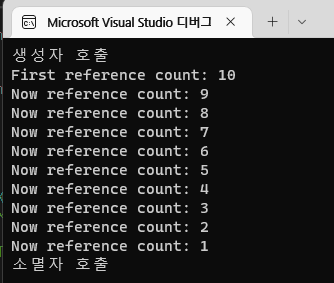 Microsoft Visual Studio 디버그
생성자 호출
First reference count: 10
Now reference count: 9
Now reference count: 8
Now reference count: 7
Now reference count: 6
Now reference count: 5
Now reference count: 4
Now reference count: 3
Now reference count: 2
Now reference count: 1
소멸자 호출